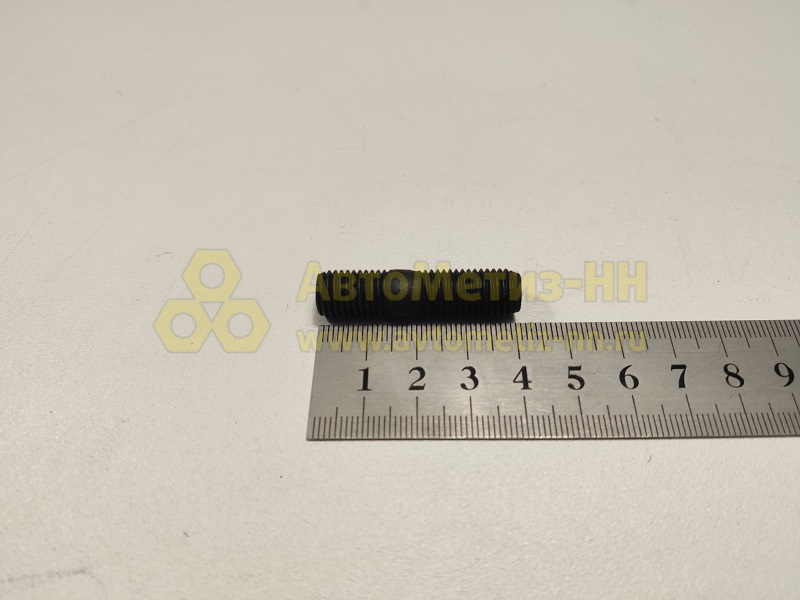 АвтоМетиз-НН
www.avtometiz-nn.ru
1 2 3 4 5 6 7 8 9